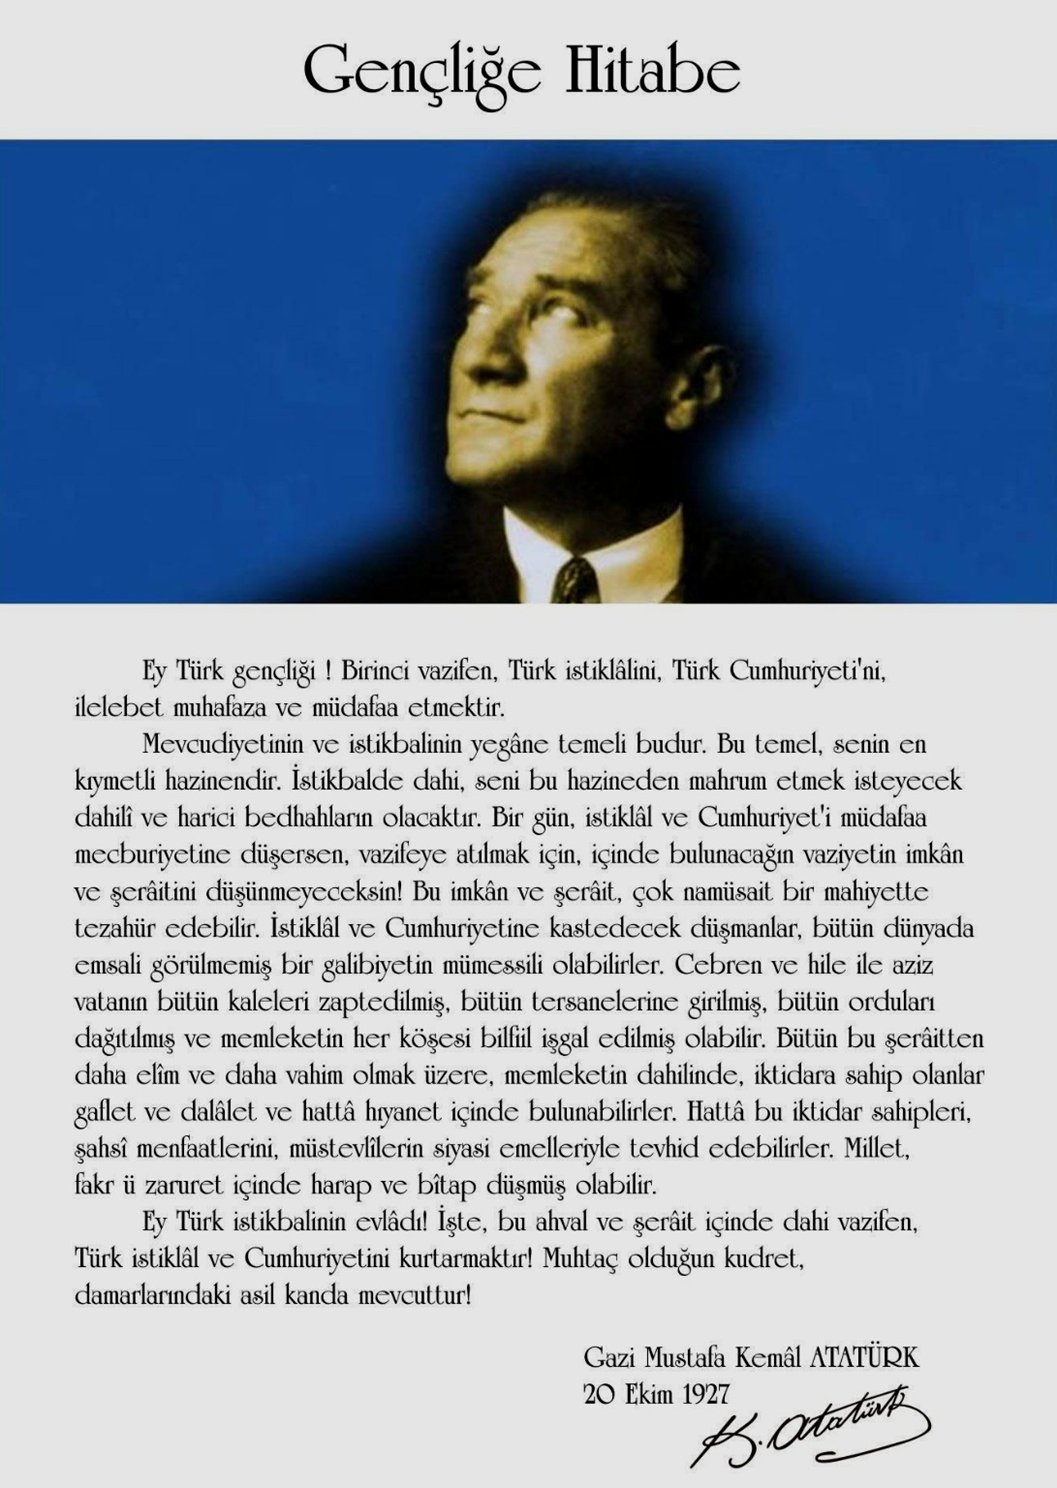 Gençliğe Hitabe
Ey Türk gençliği ! Birinci vazifen, Türk istiklâlini, Türk Cumhuriyeti'ni,
ilelebet muhafaza ve müdafaa etmektir.
Mevcudiyetinin ve istikbalinin yegâne temeli budur. Bu temel, senin en
kıymetli hazinendir. İstikbalde dahi, seni bu hazineden mahrum etmek isteyecek
dahilî ve harici bedhahların olacaktır. Bir gün, istiklâl ve Cumhuriyet'i müdafaa
mecburiyetine düşersen, vazifeye atılmak için, içinde bulunacağın vaziyetin imkân
ve şerâitini düşünmeyeceksin! Bu imkân ve şerâit, çok namüsait bir mahiyette
tezahür edebilir. İstiklâl ve Cumhuriyetine kastedecek düşmanlar, bütün dünyada
emsali görülmemiş bir galibiyetin mümessili olabilirler. Cebren ve hile ile aziz
vatanın bütün kaleleri zaptedilmiş, bütün tersanelerine girilmiş, bütün orduları
dağıtılmış ve memleketin her köşesi bilfiil işgal edilmiş olabilir. Bütün bu şerâitten
daha elîm ve daha vahim olmak üzere, memleketin dahilinde, iktidara sahip olanlar
gaflet ve dalâlet ve hattâ hıyanet içinde bulunabilirler. Hattâ bu iktidar sahipleri,
şahsî menfaatlerini, müstevlîlerin siyasi emelleriyle tevhid edebilirler. Millet,
fakr ü zaruret içinde harap ve bîtap düşmüş olabilir.
Ey Türk istikbalinin evlâdı! İşte, bu ahval ve şerâit içinde dahi vazifen,
Türk istiklâl ve Cumhuriyetini kurtarmaktır! Muhtaç olduğun kudret,
damarlarındaki asil kanda mevcuttur!
Gazi Mustafa Kemâl ATATÜRK
20 Ekim 1927
K. Atatürk